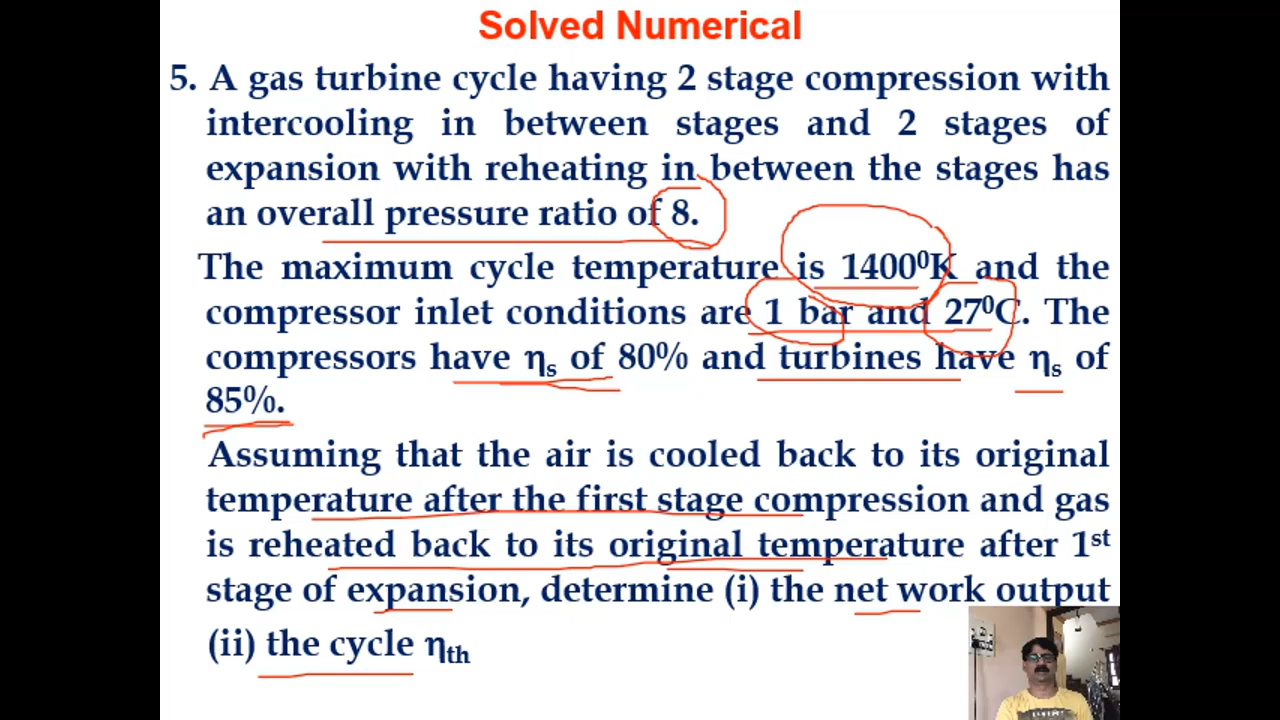 Solved Numerical
5. A gas turbine cycle having 2 stage compression with
intercooling in between stages and 2 stages of
expansion with reheating in between the stages has
an overall pressure ratio of 8.
The maximum cycle temperature is 1400⁰K and the
compressor inlet conditions are 1 bar and 27⁰C. The
compressors have ηₛ of 80% and turbines have ηₛ of
85%.
Assuming that the air is cooled back to its original
temperature after the first stage compression and gas
is reheated back to its original temperature after 1ˢᵗ
stage of expansion, determine (i) the net work output
(ii) the cycle ηth